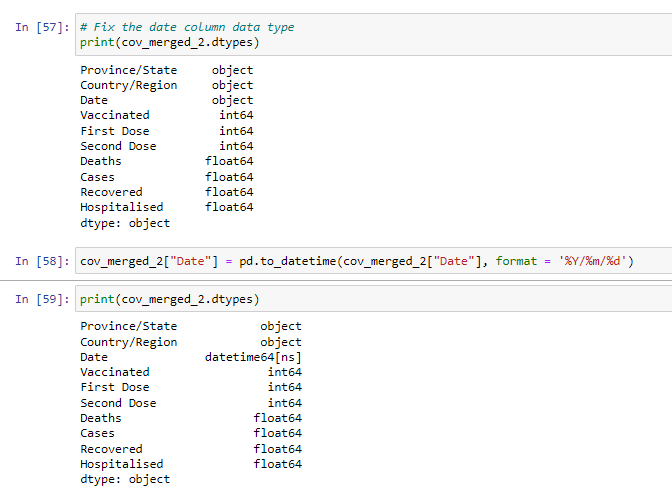 In [57]: # Fix the date column data type
print(cov_merged_2.dtypes)
Province/State object
Country/Region object
Date object
Vaccinated int64
First Dose int64
Second Dose int64
Deaths float64
Cases float64
Recovered float64
Hospitalised float64
dtype: object
In [58]: cov_merged_2["Date"] = pd.to_datetime(cov_merged_2["Date"], format = '%Y/%m/%d')
In [59]: print(cov_merged_2.dtypes)
Province/State object
Country/Region object
Date datetime64[ns]
Vaccinated int64
First Dose int64
Second Dose int64
Deaths float64
Cases float64
Recovered float64
Hospitalised float64
dtype: object